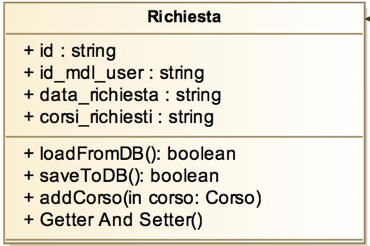 Richiesta
+ id : string
+ id_mdl_user : string
+ data_richiesta : string
+ corsi_richiesti : string
+ loadFromDB(): boolean
+ saveToDB(): boolean
+ addCorso(in corso: Corso)
+ Getter And Setter()